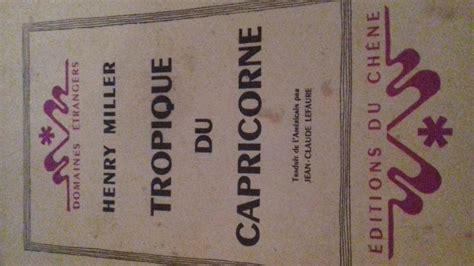 DOMAINES ÉTRANGERS
HENRY MILLER
TROPIQUE
DU
CAPRICORNE
Traduit de l'Américain par
JEAN-CLAUDE LEFAURE
ÉDITIONS DU CHÊNE